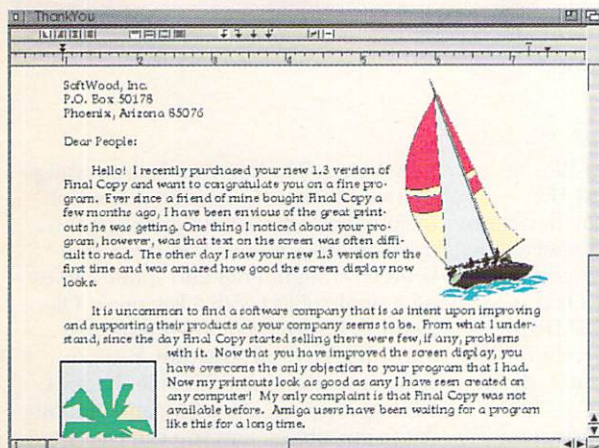 ThankYou
1 2 3 4 5 6 7
SoftWood, Inc.
P.O. Box 50178
Phoenix, Arizona 85076
Dear People:
Hello! I recently purchased your new 1.3 version of
Final Copy and want to congratulate you on a fine pro-
gram. Ever since a friend of mine bought Final Copy a
few months ago, I have been envious of the great print-
outs he was getting. One thing I noticed about your pro-
gram, however, was that text on the screen was often diffi-
cult to read. The other day I saw your new 1.3 version for the
first time and was amazed how good the screen display now
looks.
It is uncommon to find a software company that is as intent upon improving
and supporting their products as your company seems to be. From what I under-
stand, since the day Final Copy started selling there were few, if any, problems
with it. Now that you have improved the screen display, you
have overcome the only objection to your program that I had.
Now my printouts look as good as any I have seen created on
any computer! My only complaint is that Final Copy was not
available before. Amiga users have been waiting for a program
like this for a long time.
1